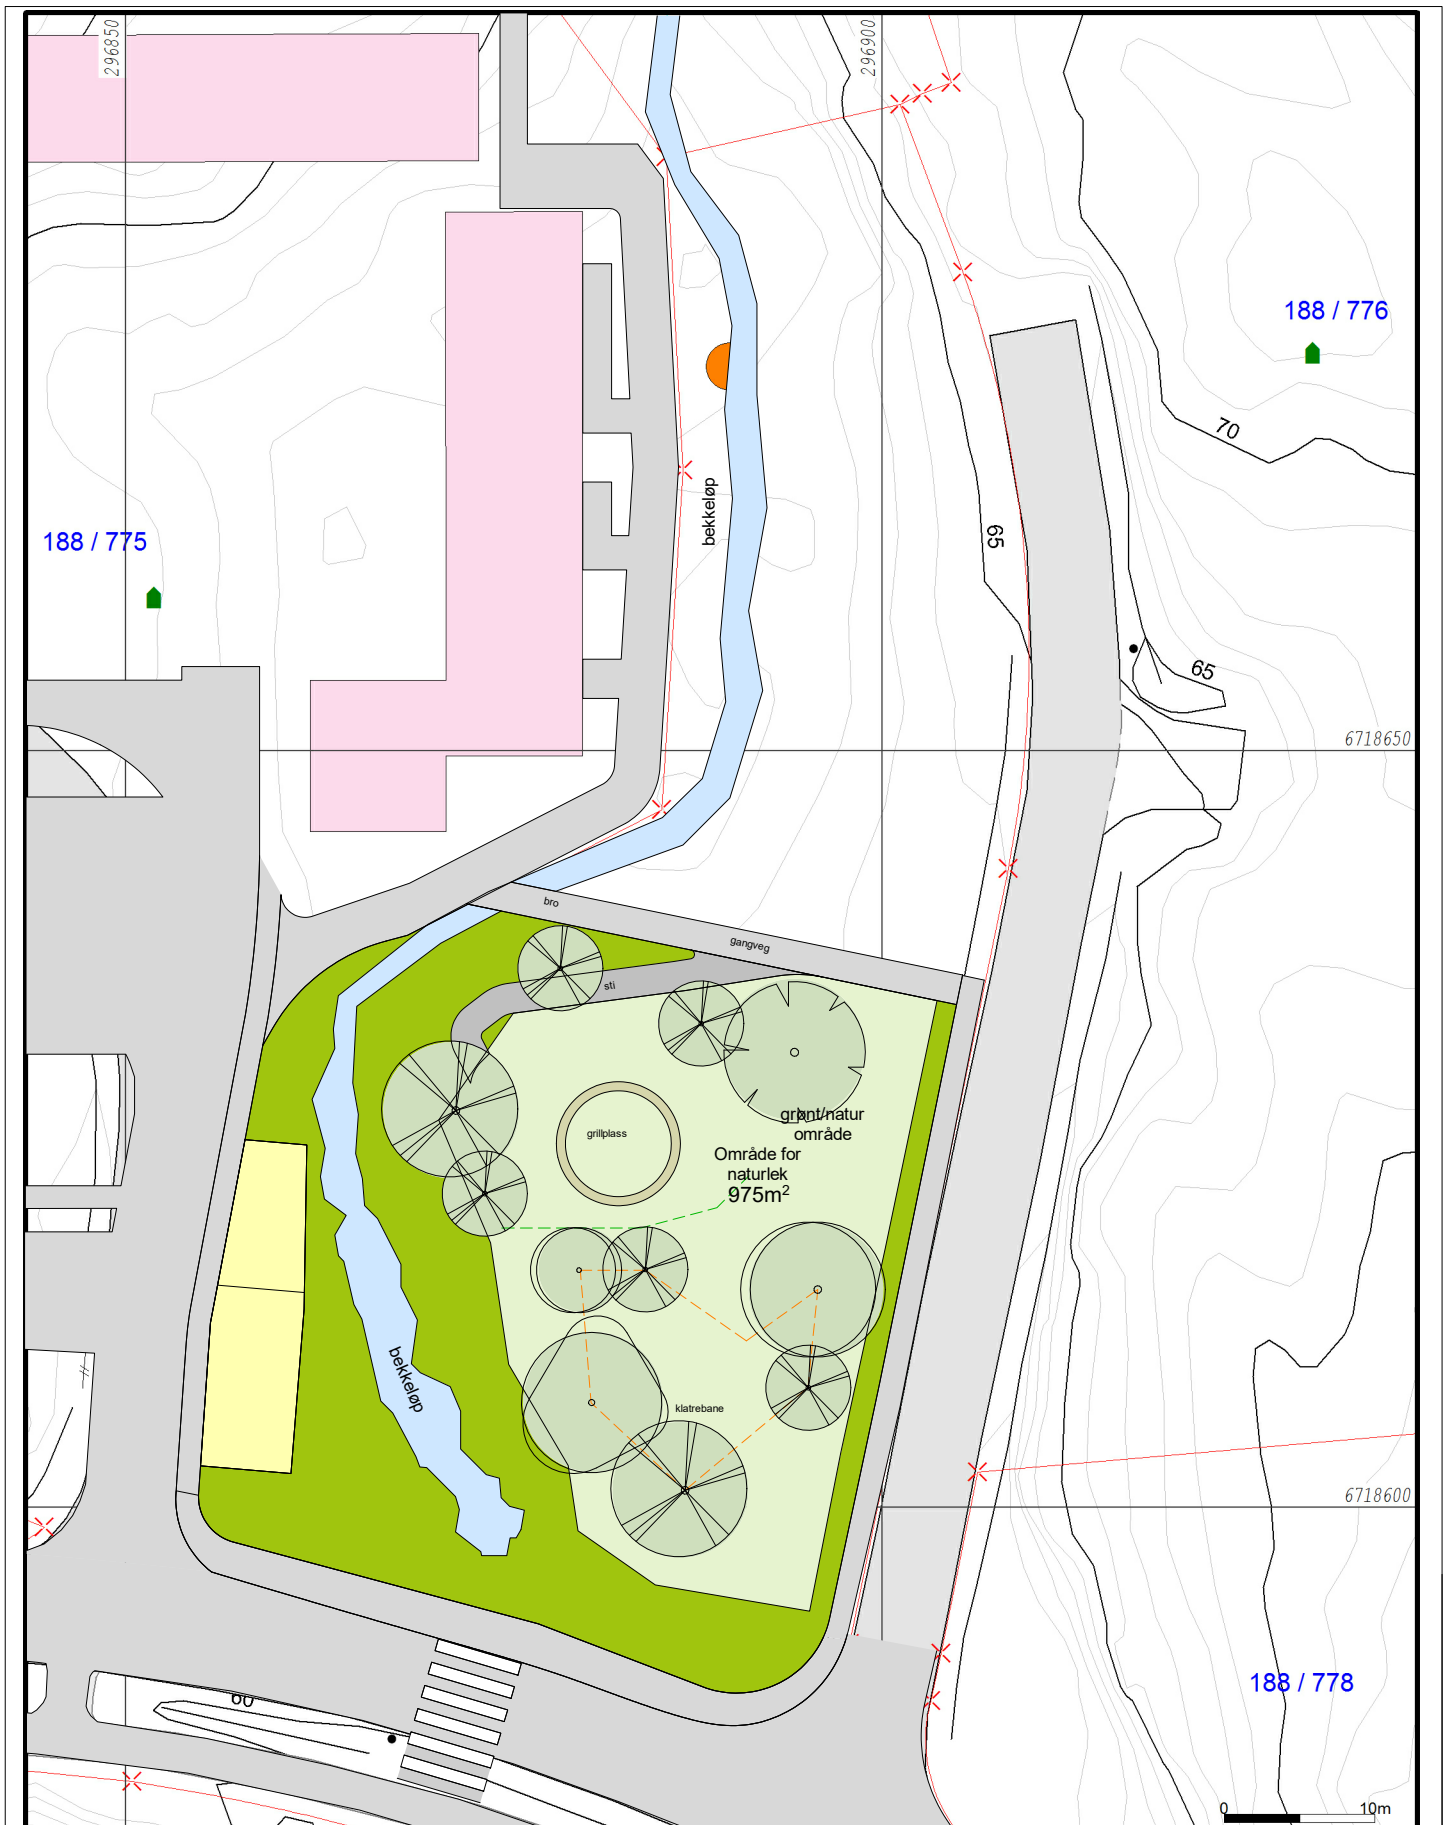 296850
296900
188 / 776
70
bekkeløp
65
188 / 775
65
6718650
bro
gangveg
sti
grønt/natur
område
grillplass
Område for
naturlek
975m²
bekkeløp
klatrebane
6718600
188 / 778
60
0
10m